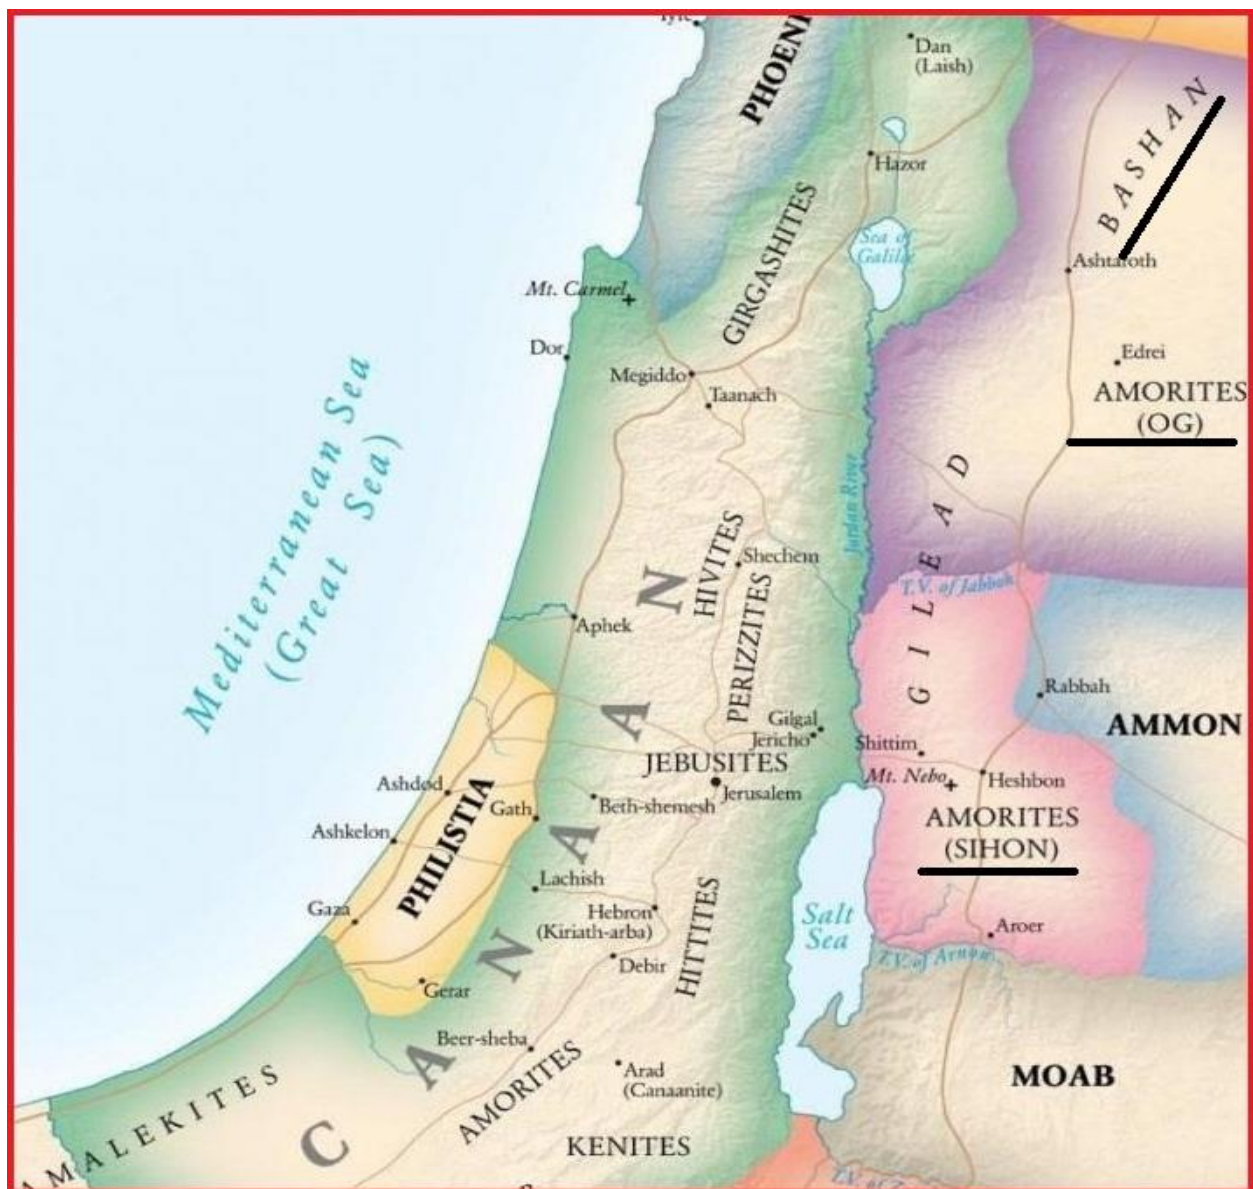 PHOENI
Dan
(Laish)
BASHAN
Hazor
GIRGASHITES
Sea of
Galilee
Ashtaroth
Mt. Carmel
Dor
Edrei
Megiddo
AMORITES
(OG)
Taanach
Mediterranean Sea
(Great Sea)
Jordan River
GILEAD
HIVITES
Shechem
PERIZZITES
T.V. of Jabbok
Aphek
CANAAN
Rabbah
Gilgal
Jericho
AMMON
Shittim
JEBUSITES
Mt. Nebo
Heshbon
Ashdod
Jerusalem
Beth-shemesh
Gath
PHILISTIA
AMORITES
(SIHON)
Ashkelon
Lachish
Gaza
Hebron
(Kiriath-arba)
HITTITES
Salt
Sea
Aroer
T.V. of Arnon
Debir
Gerar
Beer-sheba
AMORITES
Arad
(Canaanite)
MOAB
AMALEKITES
KENITES
T.V. of